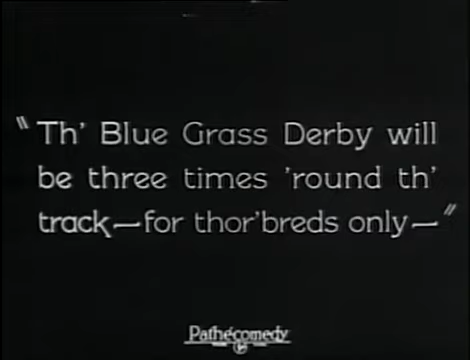 "Th' Blue Grass Derby will
be three times 'round th'
track—for thor'breds only—"
Pathécomedy